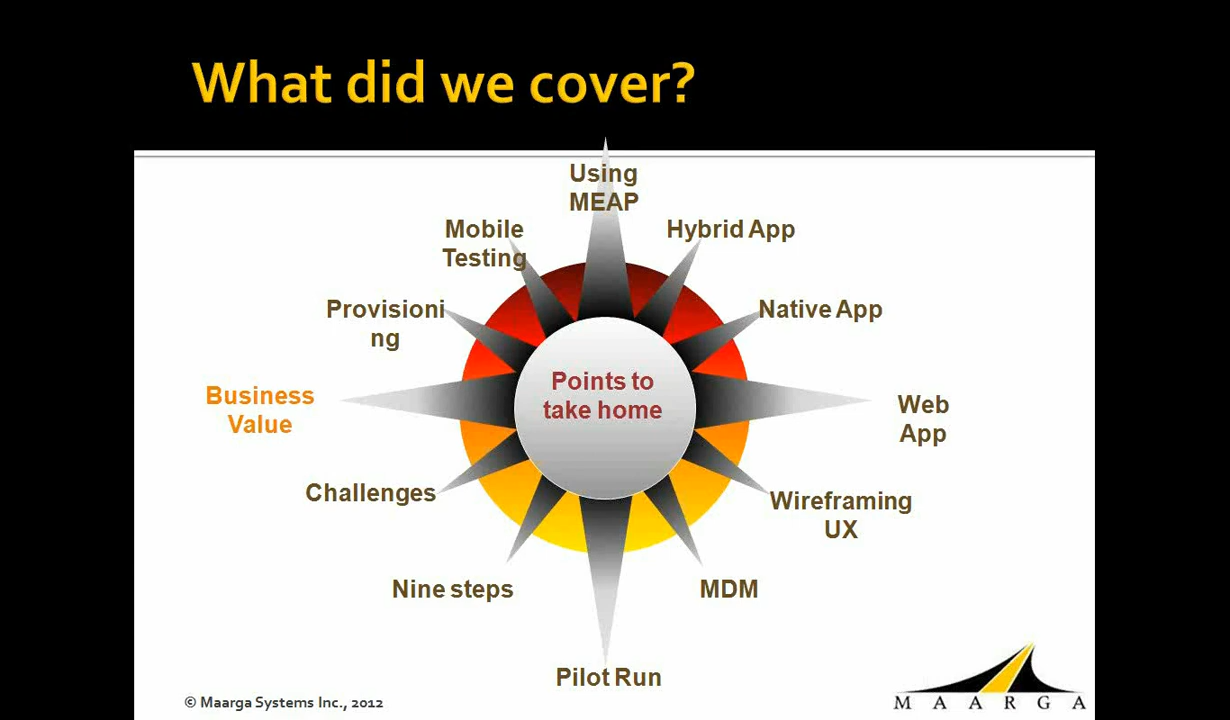 What did we cover?
Using
MEAP
Mobile
Testing
Hybrid App
Provisioni
ng
Native App
Points to
take home
Business
Value
Web
App
Challenges
Wireframing
UX
Nine steps
MDM
Pilot Run
© Maarga Systems Inc., 2012
MAARGA